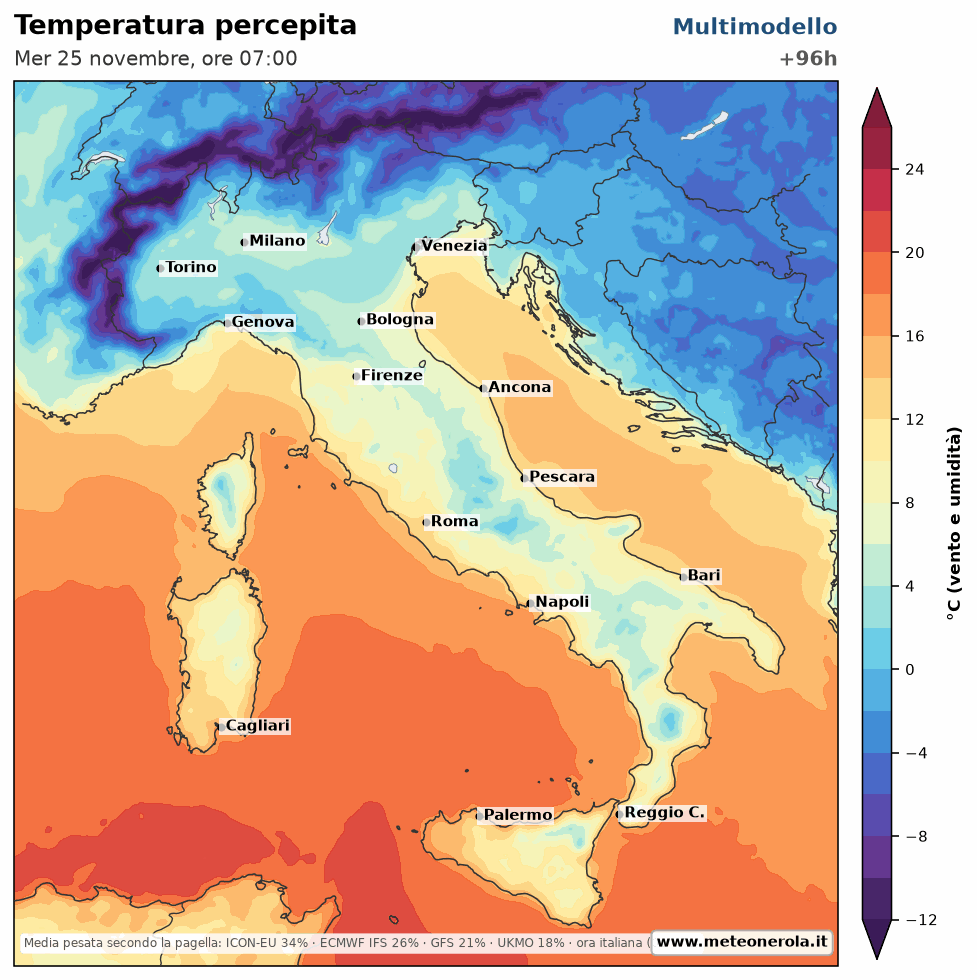 Temperatura percepita
Multimodello
Mer 25 novembre, ore 07:00
+96h
Milano
Venezia
Torino
Genova
Bologna
Firenze
Ancona
Pescara
Roma
Bari
Napoli
Cagliari
Palermo
Reggio C.
24
20
16
12
8
4
0
−4
−8
−12
°C (vento e umidità)
Media pesata secondo la pagella: ICON-EU 34% · ECMWF IFS 26% · GFS 21% · UKMO 18% · ora italiana (
www.meteonerola.it